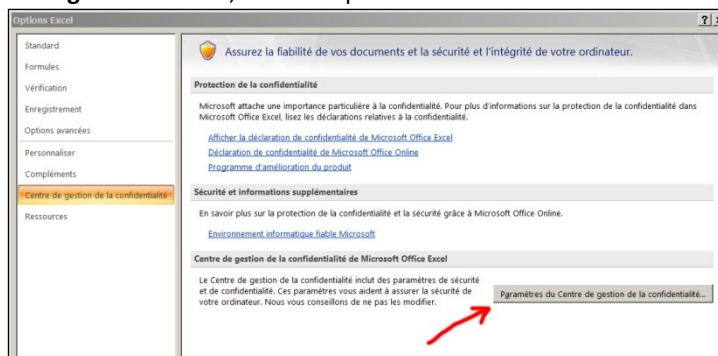 Options Excel
Standard
Formules
Vérification
Enregistrement
Options avancées
Personnaliser
Compléments
Centre de gestion de la confidentialité
Ressources
Assurez la fiabilité de vos documents et la sécurité et l'intégrité de votre ordinateur.
Protection de la confidentialité
Microsoft attache une importance particulière à la confidentialité. Pour plus d'informations sur la protection de la confidentialité dans
Microsoft Office Excel, lisez les déclarations relatives à la confidentialité.
Afficher la déclaration de confidentialité de Microsoft Office Excel
Déclaration de confidentialité de Microsoft Office Online
Programme d'amélioration du produit
Sécurité et informations supplémentaires
En savoir plus sur la protection de la confidentialité et la sécurité grâce à Microsoft Office Online.
Environnement informatique fiable Microsoft
Centre de gestion de la confidentialité de Microsoft Office Excel
Le Centre de gestion de la confidentialité inclut des paramètres de sécurité
et de confidentialité. Ces paramètres vous aident à assurer la sécurité de
votre ordinateur. Nous vous conseillons de ne pas les modifier.
Paramètres du Centre de gestion de la confidentialité...